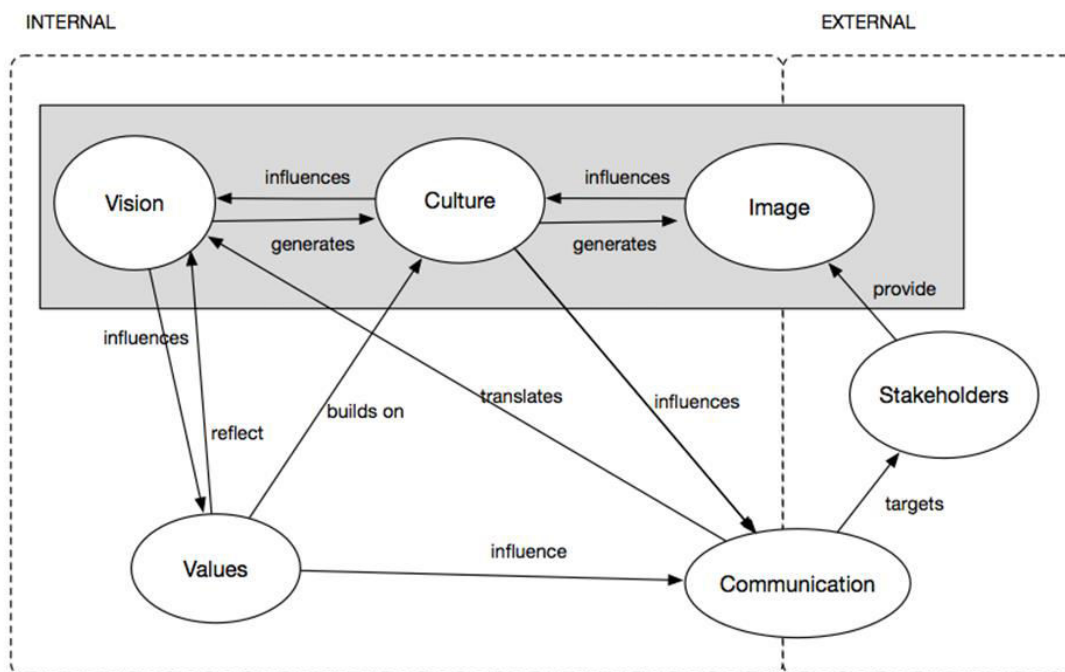 INTERNAL
EXTERNAL
influences
influences
Vision
Culture
Image
generates
generates
provide
influences
translates
influences
Stakeholders
builds on
reflect
targets
influence
Values
Communication